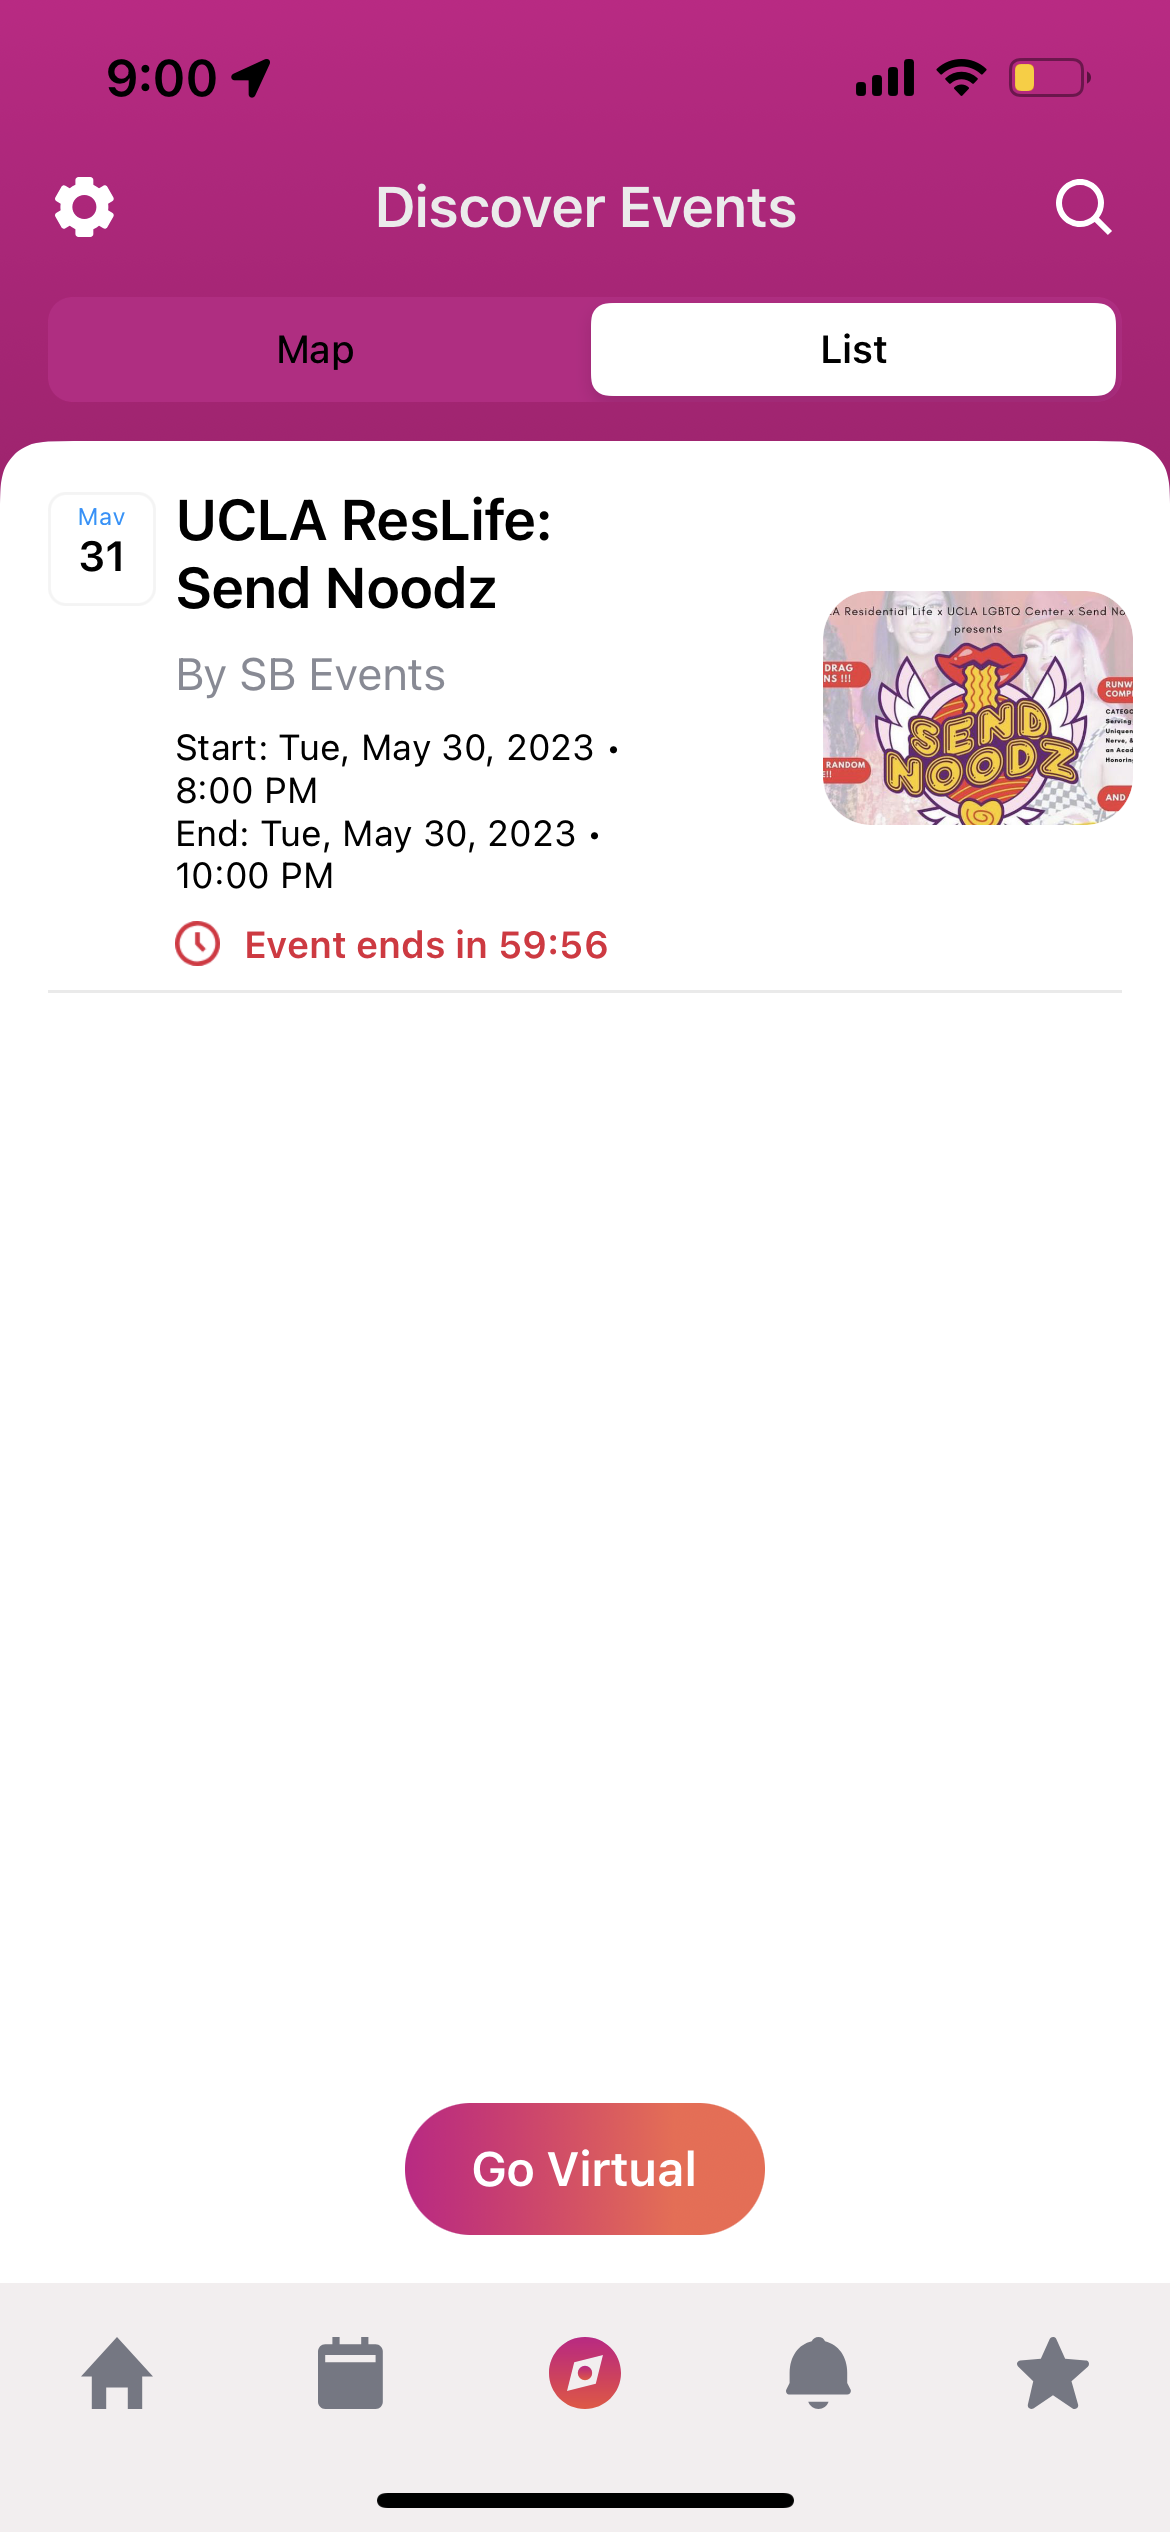 9:00
Discover Events
Map
List
May
31
UCLA ResLife:
Send Noodz
By SB Events
Start: Tue, May 30, 2023 •
8:00 PM
End: Tue, May 30, 2023 •
10:00 PM
Event ends in 59:56
A Residential Life x UCLA LGBTQ Center x Send No
presents
DRAG
NS !!!
SEND
NOODZ
RUNW
COMP
CATEGO
Serving
Uniquen
Nerve, &
an Acad
Honorin
RANDOM
E!!
AND
Go Virtual